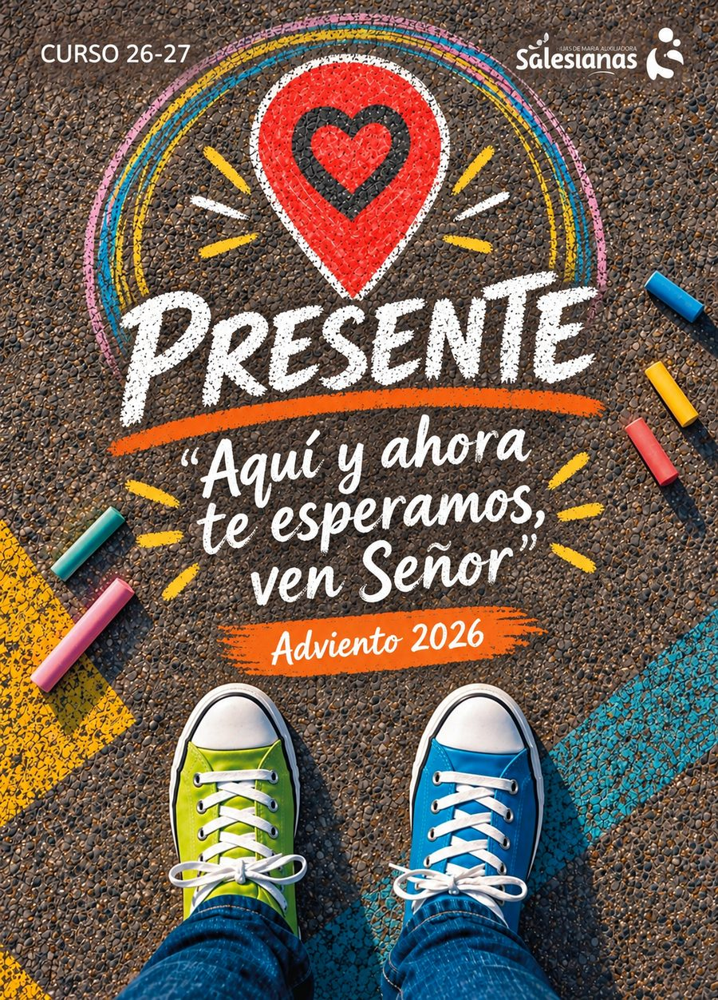 CURSO 26-27
HIJAS DE MARÍA AUXILIADORA
Salesianas
PRESENTE
“Aquí y ahora
te esperamos,
ven Señor”
Adviento 2026